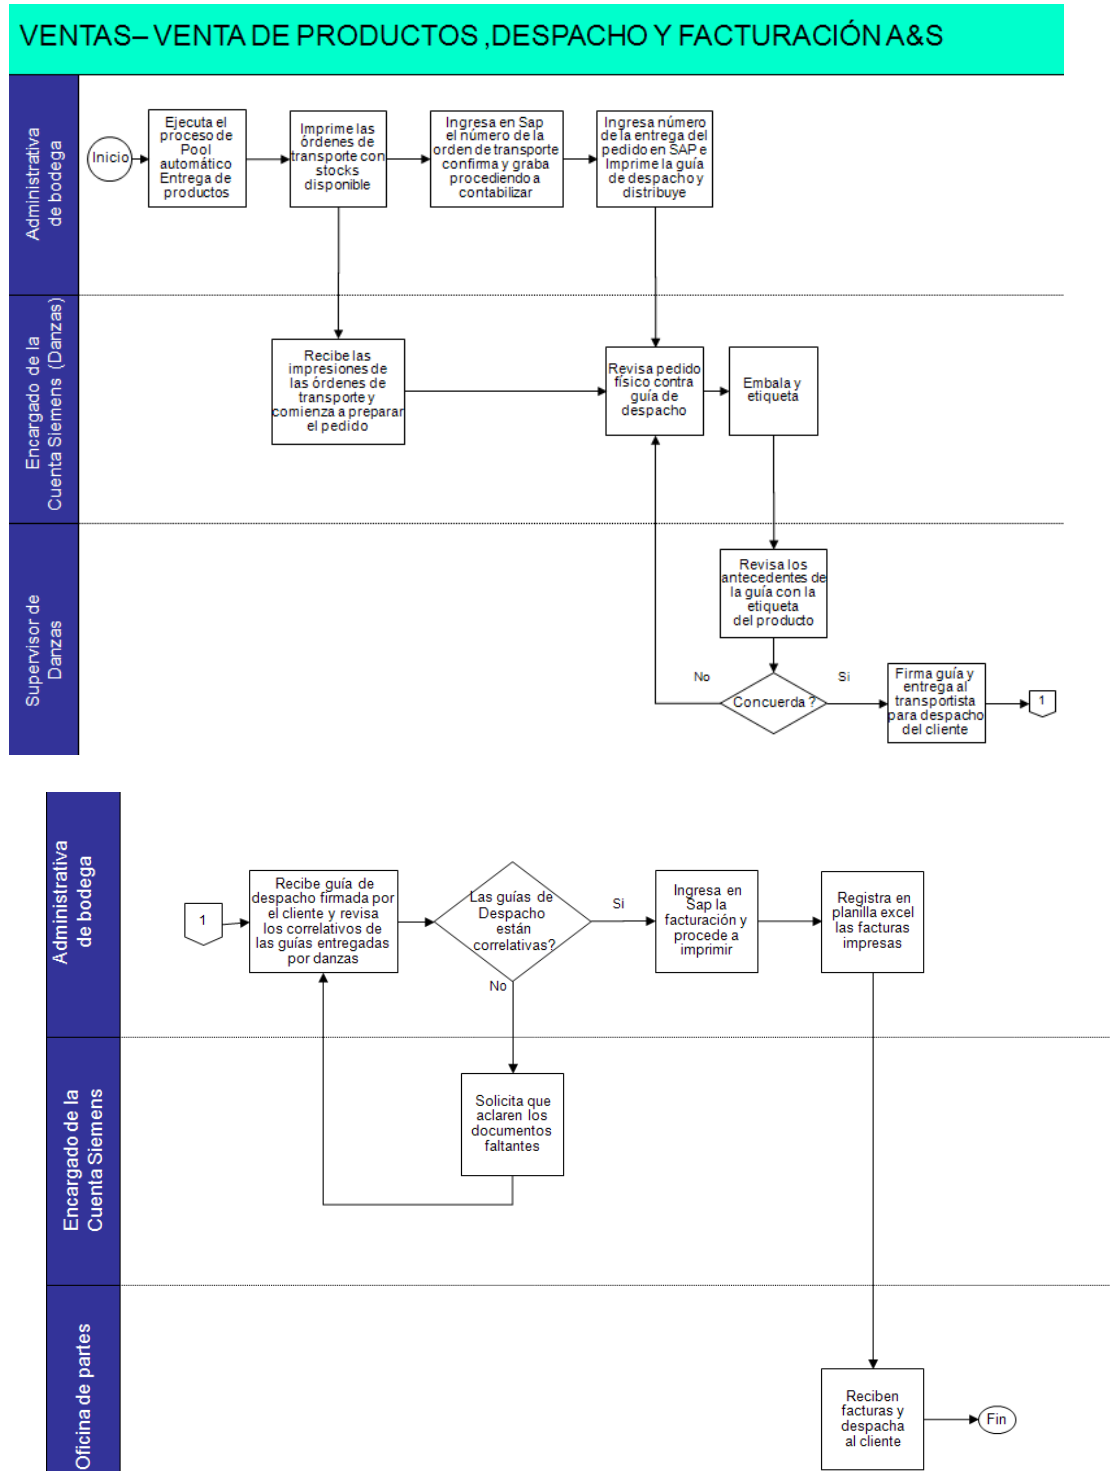 VENTAS– VENTA DE PRODUCTOS ,DESPACHO Y FACTURACIÓN A&S
Administrativa
de bodega
Inicio
Ejecuta el
proceso de
Pool
automático
Entrega de
productos
Imprime las
órdenes de
transporte con
stocks
disponible
Ingresa en Sap
el número de la
orden de transporte
confirma y graba
procediendo a
contabilizar
Ingresa número
de la entrega del
pedido en SAP e
Imprime la guía
de despacho y
distribuye
Encargado de la
Cuenta Siemens (Danzas)
Recibe las
impresiones de
las órdenes de
transporte y
comienza a preparar
el pedido
Revisa pedido
físico contra
guía de
despacho
Embala y
etiqueta
Supervisor de
Danzas
Revisa los
antecedentes de
la guía con la
etiqueta
del producto
No
Concuerda ?
Si
Firma guía y
entrega al
transportista
para despacho
del cliente
1
Administrativa
de bodega
1
Recibe guía de
despacho firmada por
el cliente y revisa
los correlativos de
las guías entregadas
por danzas
Las guías de
Despacho
están
correlativas?
Si
No
Ingresa en
Sap la
facturación y
procede a
imprimir
Registra en
planilla excel
las facturas
impresas
Encargado de la
Cuenta Siemens
Solicita que
aclaren los
documentos
faltantes
Oficina de partes
Reciben
facturas y
despacha
al cliente
Fin